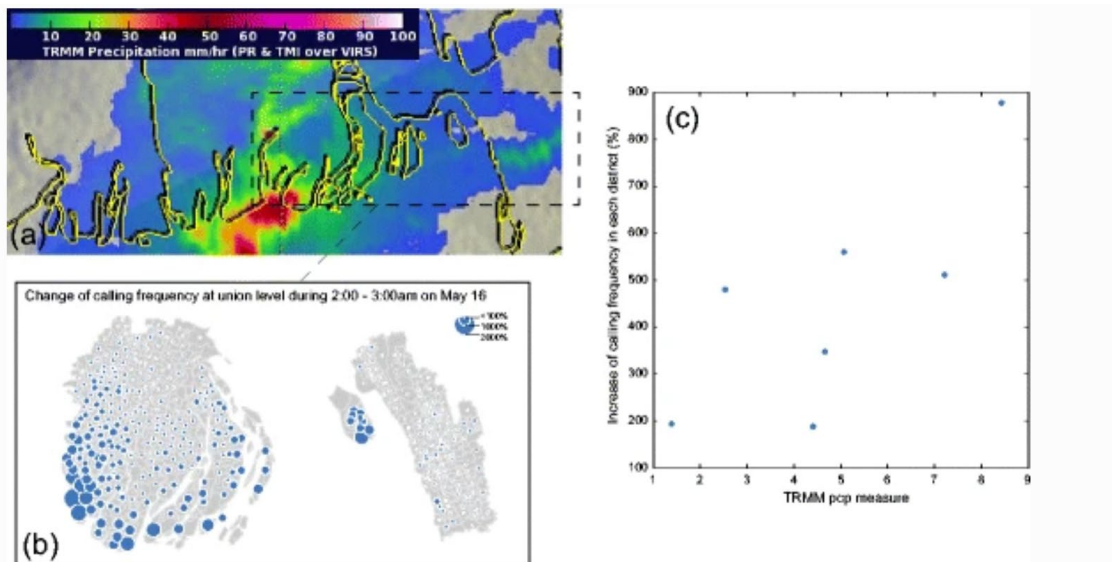 10 20 30 40 50 60 70 80 90 100
TRMM Precipitation mm/hr (PR & TMI over VIRS)
(a)
Change of calling frequency at union level during 2:00 - 3:00am on May 16
<100%
1000%
2000%
(b)
(c)
Increase of calling frequency in each district (%)
900
800
700
600
500
400
300
200
100
1 2 3 4 5 6 7 8 9
TRMM pcp measure